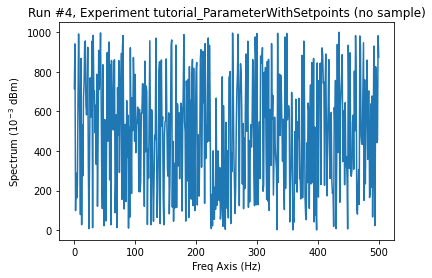 Run #4, Experiment tutorial_ParameterWithSetpoints (no sample)
1000
800
600
400
200
0
Spectrum (10⁻³ dBm)
0 100 200 300 400 500
Freq Axis (Hz)